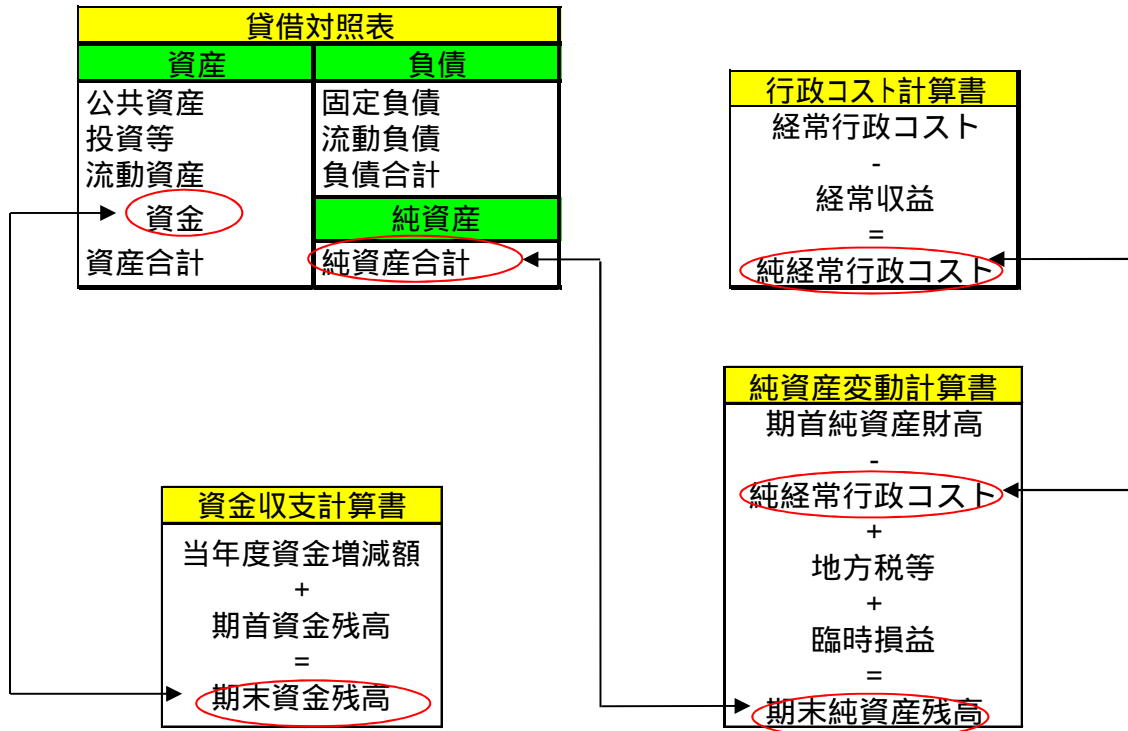 貸借対照表
資産
負債
公共資産
投資等
流動資産
資金
資産合計
固定負債
流動負債
負債合計
純資産
純資産合計
行政コスト計算書
経常行政コスト
-
経常収益
=
純経常行政コスト
資金収支計算書
当年度資金増減額
+
期首資金残高
=
期末資金残高
純資産変動計算書
期首純資産財高
-
純経常行政コスト
+
地方税等
+
臨時損益
=
期末純資産残高